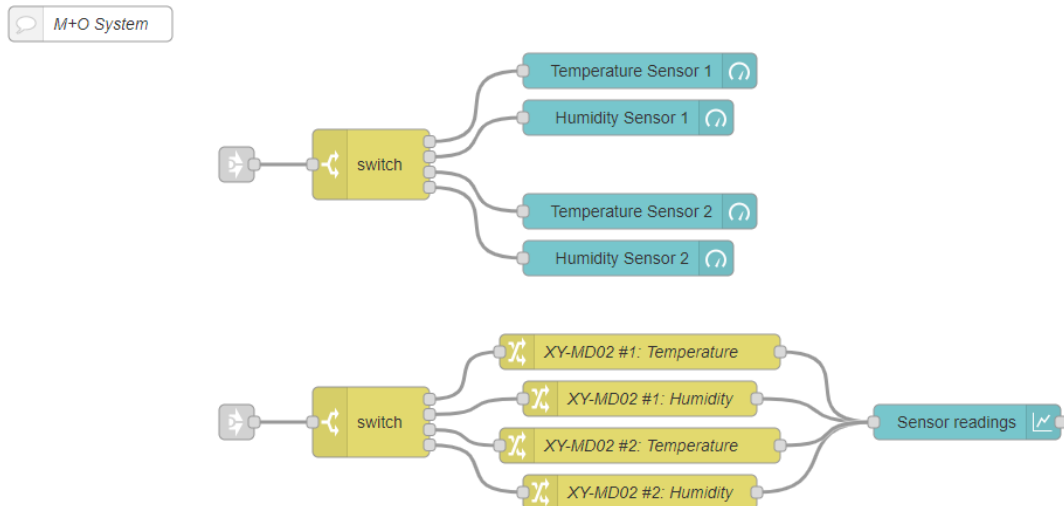 M+O System
Temperature Sensor 1
Humidity Sensor 1
switch
Temperature Sensor 2
Humidity Sensor 2
XY-MD02 #1: Temperature
XY-MD02 #1: Humidity
switch
Sensor readings
XY-MD02 #2: Temperature
XY-MD02 #2: Humidity